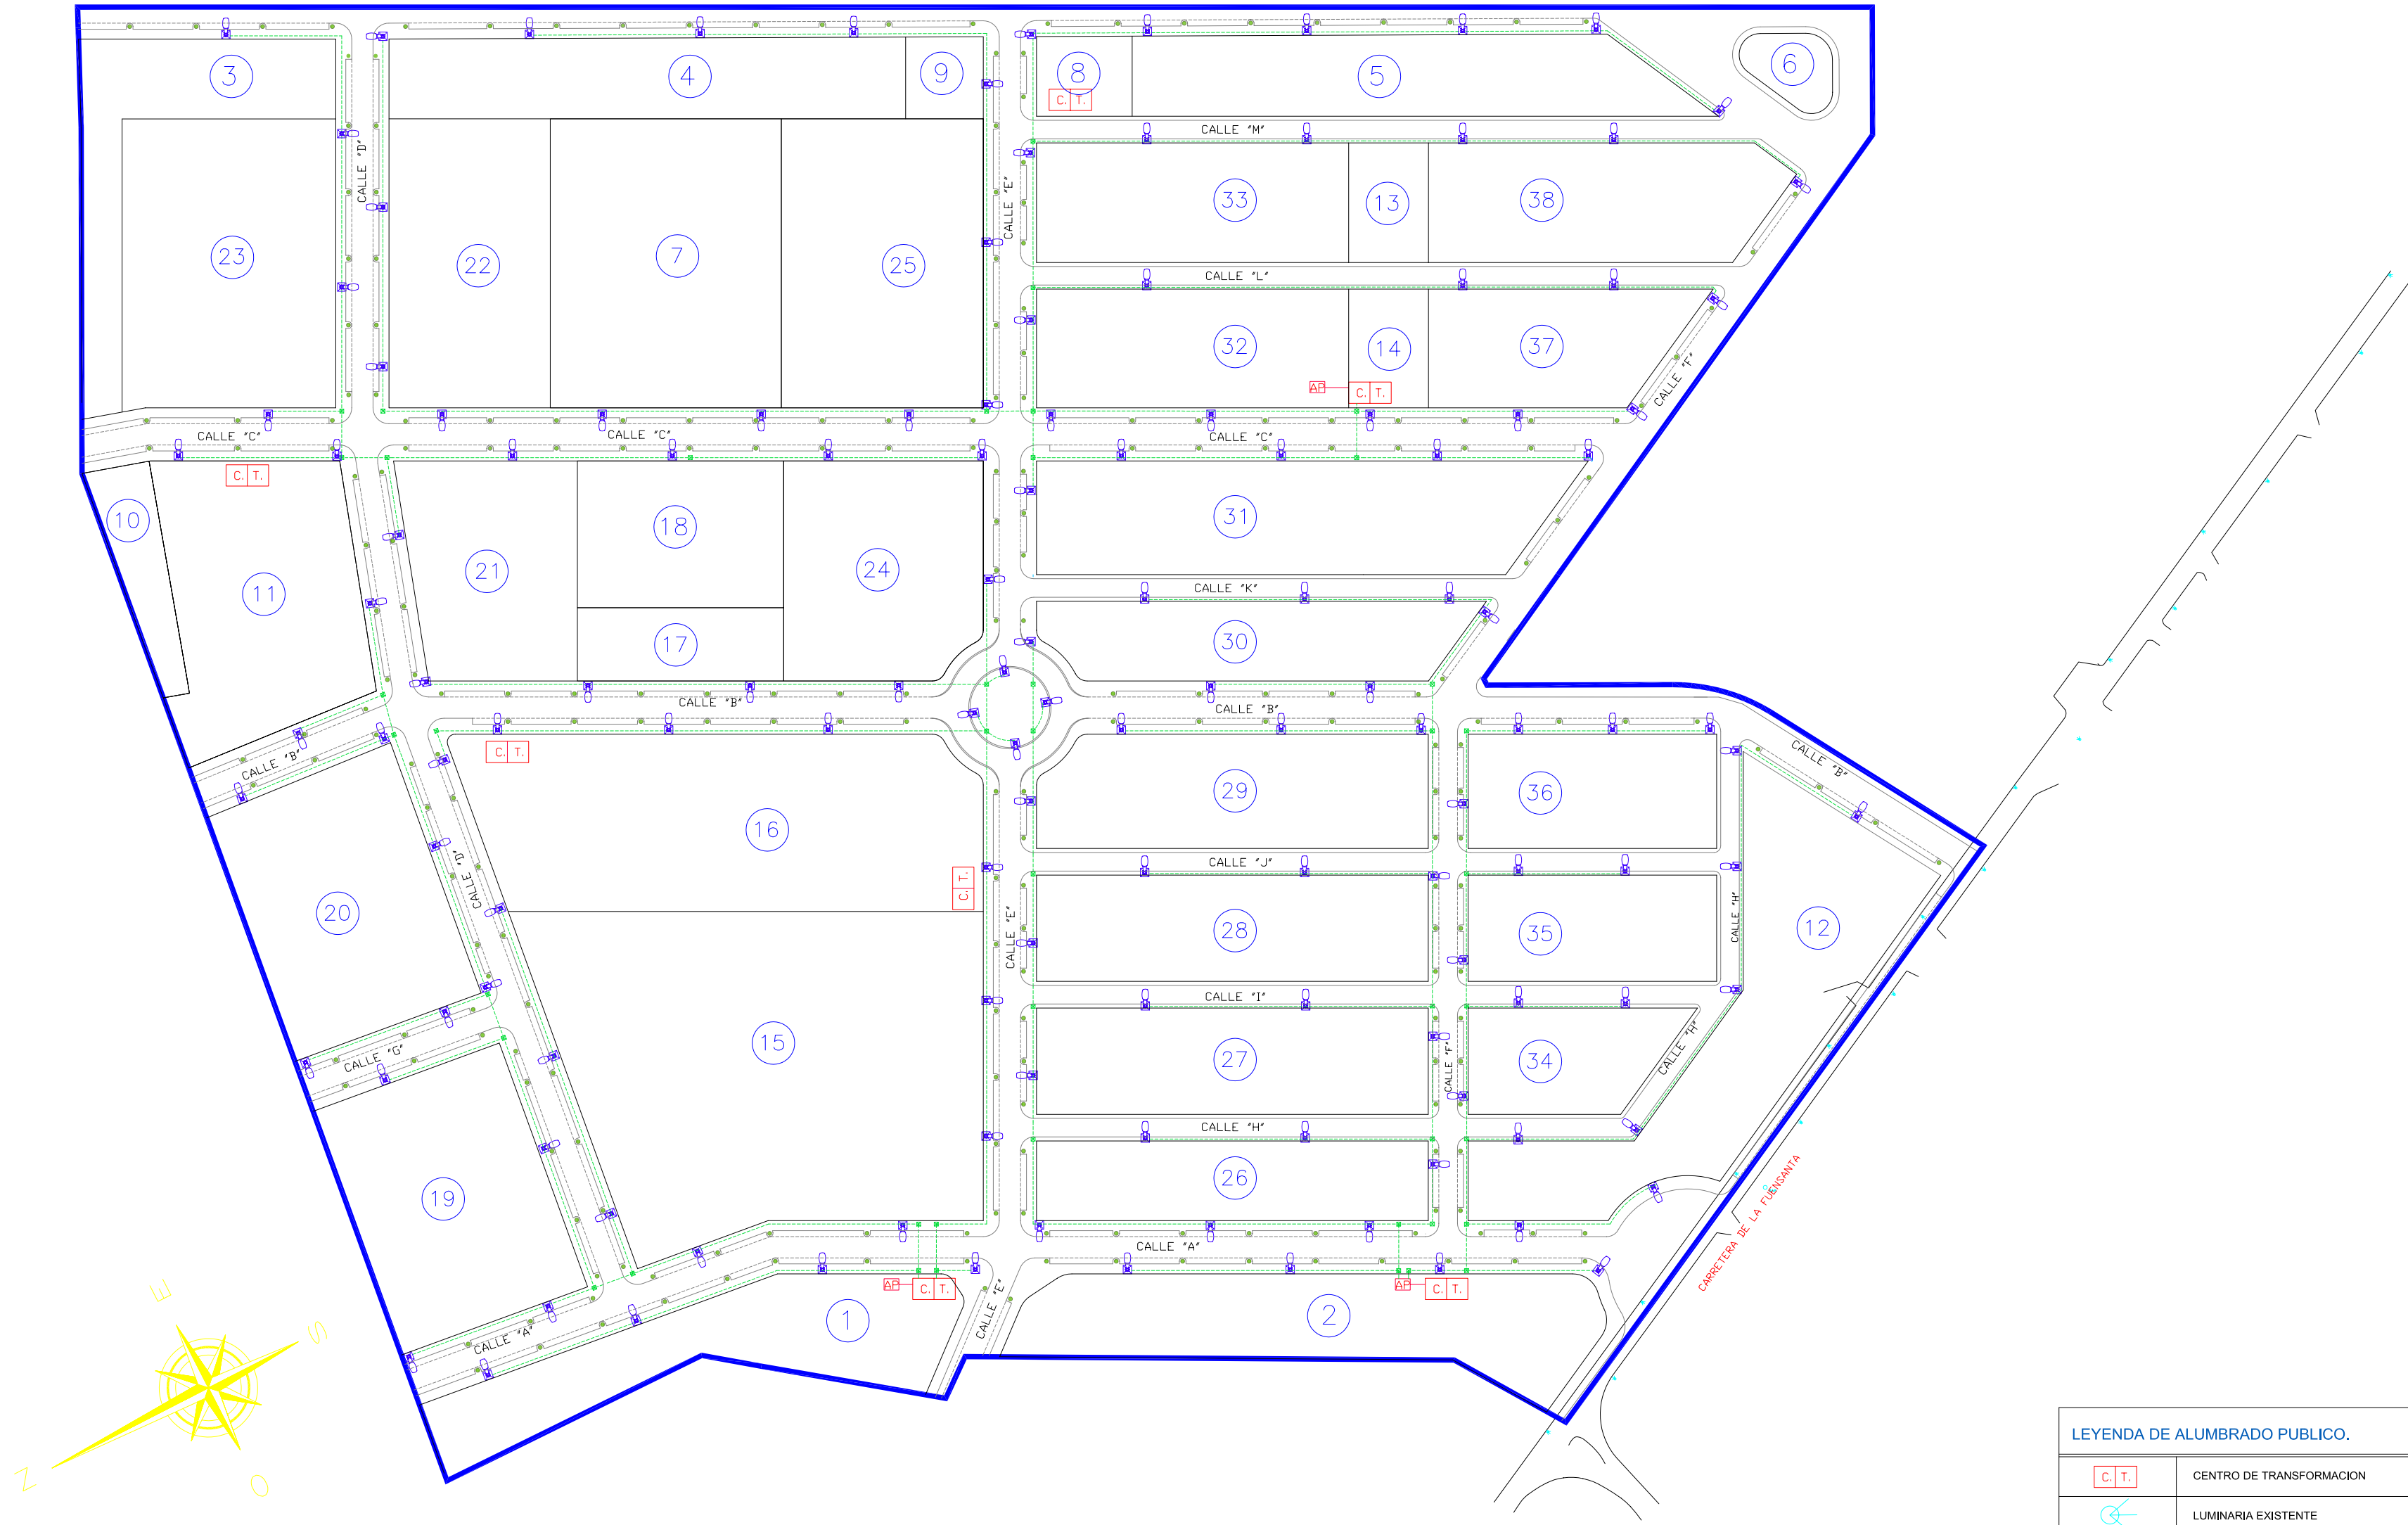 3
4
9
8
C. T.
5
6
CALLE "M"
CALLE "D"
CALLE "E"
33
13
38
23
22
7
25
CALLE "L"
32
14
37
AP
C. T.
CALLE "F"
CALLE "C"
CALLE "C"
CALLE "C"
C. T.
10
18
31
21
24
11
CALLE "K"
17
30
CALLE "B"
CALLE "B"
CALLE "B"
CALLE "B"
C. T.
29
36
16
CALLE "D"
CALLE "J"
C. T.
20
CALLE "E"
28
35
CALLE "H"
12
CALLE "I"
15
CALLE "G"
27
CALLE "F"
34
CALLE "H"
CALLE "H"
19
26
CARRETERA DE LA FUENSANTA
CALLE "A"
AP
C. T.
CALLE "E"
AP
C. T.
1
2
CALLE "A"
E
S
N
O
LEYENDA DE ALUMBRADO PUBLICO.
C. T.
CENTRO DE TRANSFORMACION
LUMINARIA EXISTENTE